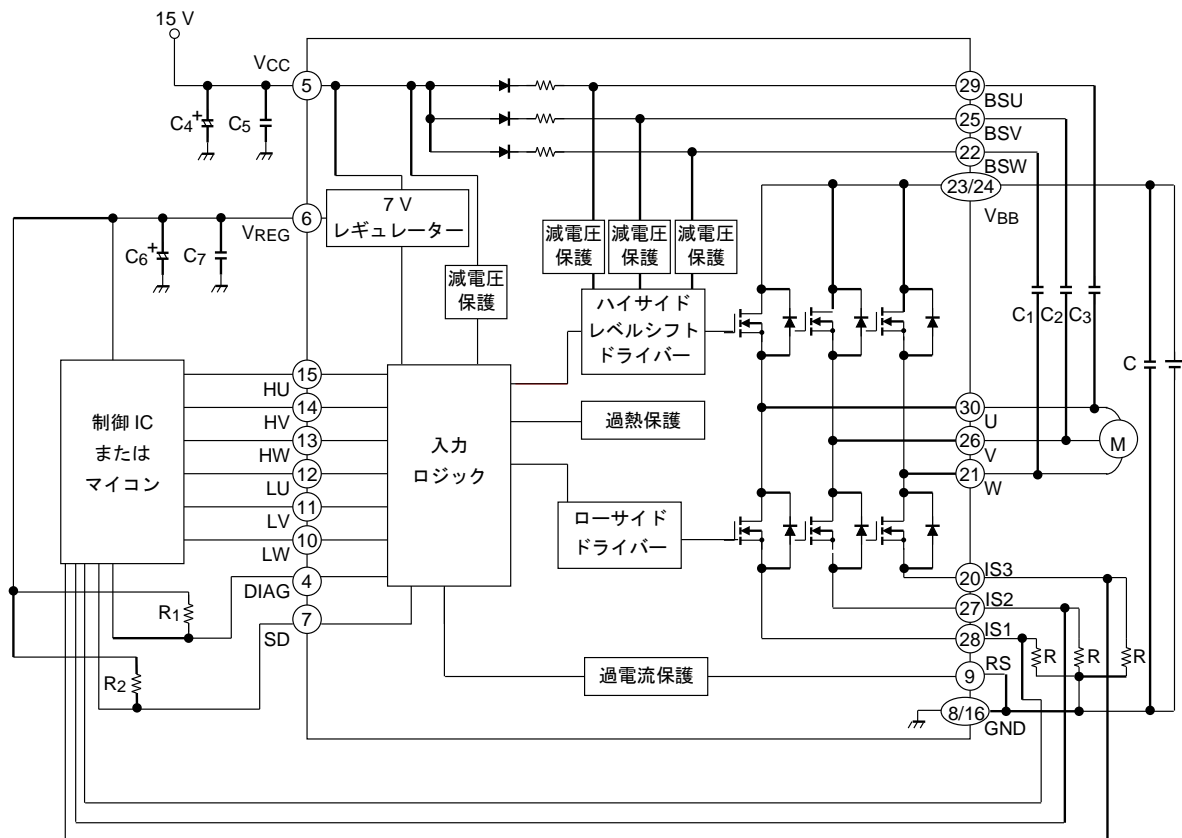 15 V
VCC
5
C4
+
C5
29
BSU
25
BSV
22
BSW
23/24
VBB
6
VREG
C6
+
C7
7 V
レギュレーター
減電圧
保護
減電圧
保護
減電圧
保護
減電圧
保護
ハイサイド
レベルシフト
ドライバー
C1
C2
C3
C
制御 IC
または
マイコン
15
HU
14
HV
13
HW
12
LU
11
LV
10
LW
4
DIAG
7
SD
入力
ロジック
過熱保護
ローサイド
ドライバー
30
U
26
V
21
W
M
20
IS3
27
IS2
28
IS1
R
R
R
R1
R2
過電流保護
9
RS
8/16
GND